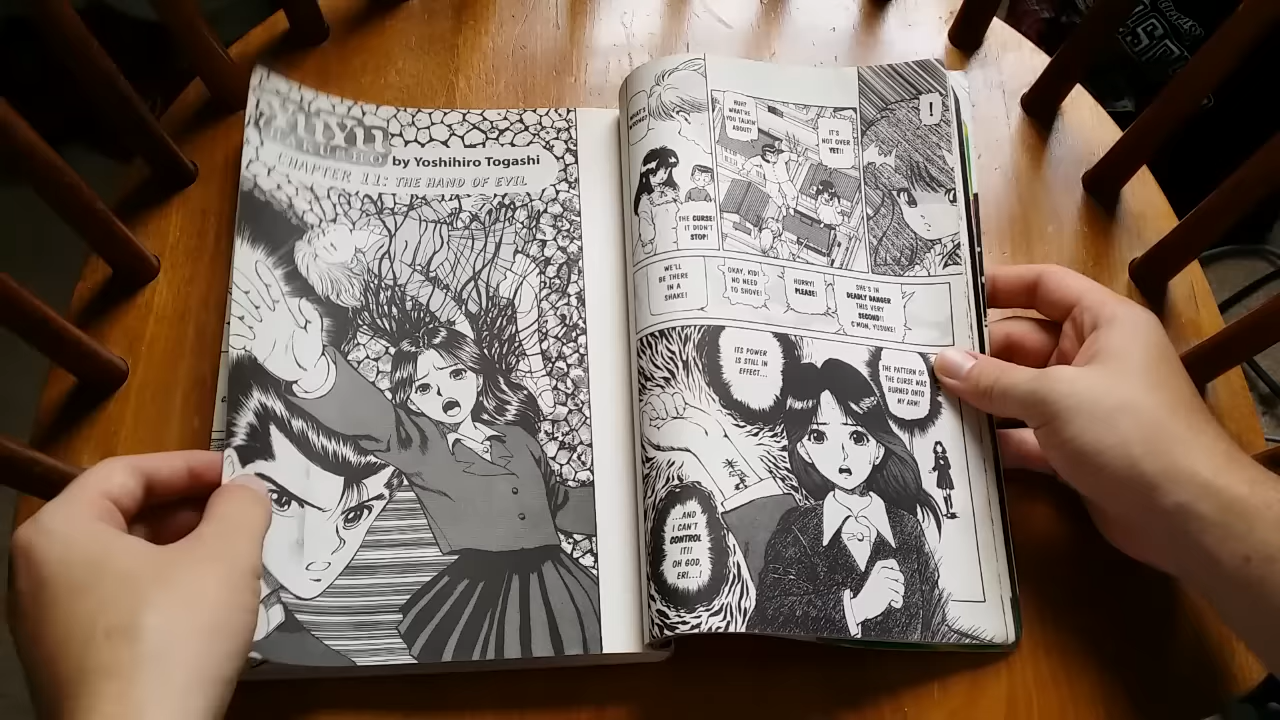 YUYU
HAKUSHO
by Yoshihiro Togashi
CHAPTER 11: THE HAND OF EVIL
WHAT'S
HUH?
WHAT'RE
YOU TALKIN'
ABOUT?
IT'S
NOT OVER
YET!!
!
THE CURSE!
IT DIDN'T
STOP!
WE'LL
BE THERE
IN A
SHAKE!
OKAY, KID!
NO NEED
TO SHOVE!
HURRY!
PLEASE!
SHE'S IN
DEADLY DANGER
THIS VERY
SECOND!!
C'MON, YUSUKE!
ITS POWER
IS STILL IN
EFFECT...
THE PATTERN OF
THE CURSE WAS
BURNED ONTO
MY ARM!
...AND
I CAN'T
CONTROL
IT!!
OH GOD,
ERI...!